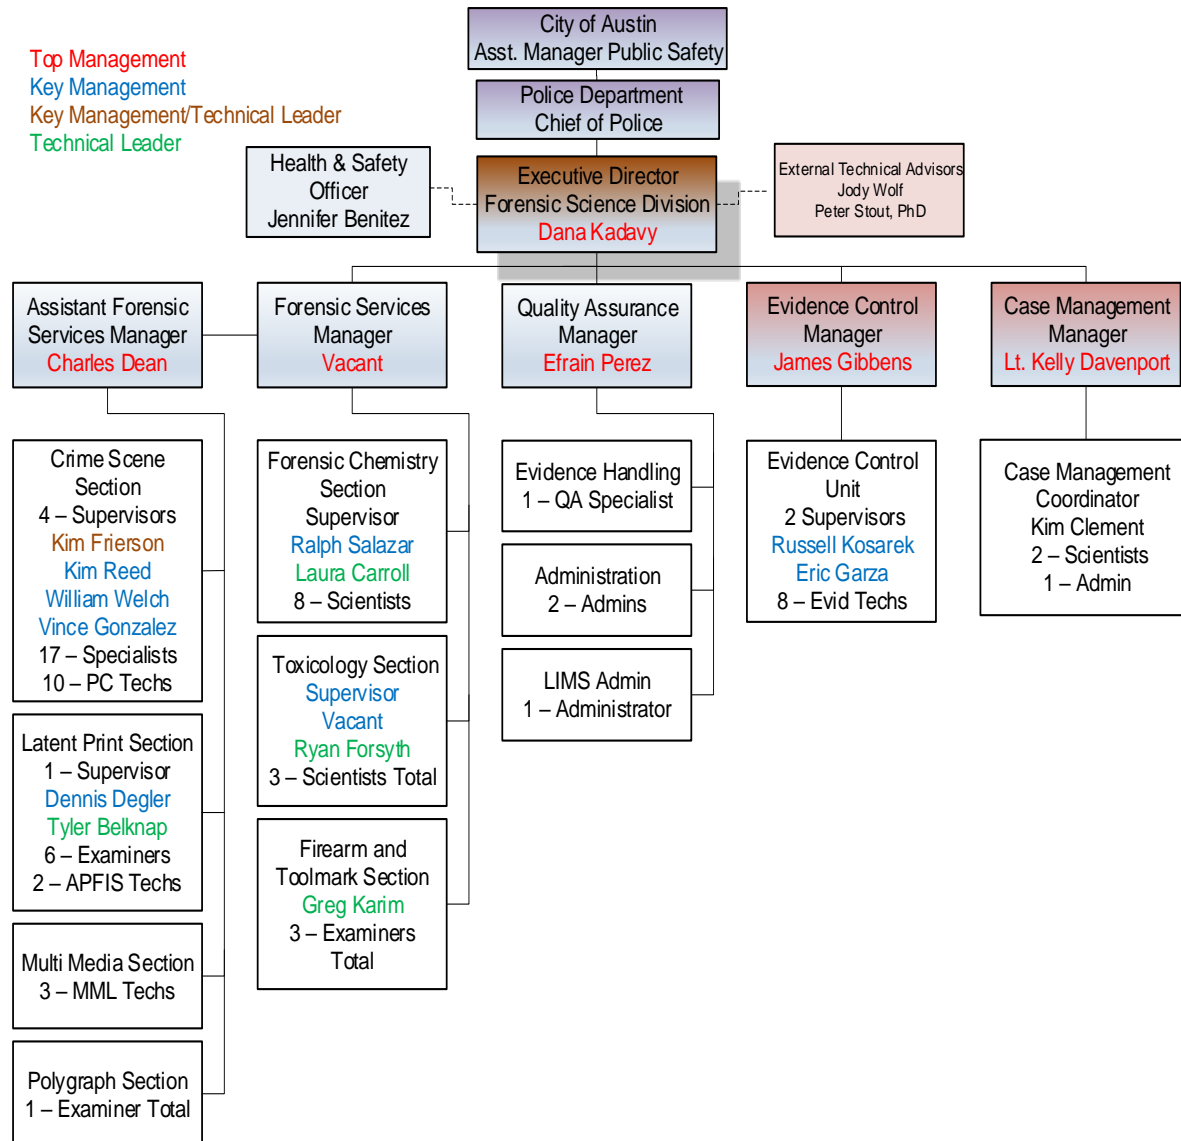 City of Austin
Asst. Manager Public Safety
Top Management
Key Management
Key Management/Technical Leader
Technical Leader
Police Department
Chief of Police
Health & Safety
Officer
Jennifer Benitez
Executive Director
Forensic Science Division
Dana Kadavy
External Technical Advisors
Jody Wolf
Peter Stout, PhD
Assistant Forensic
Services Manager
Charles Dean
Forensic Services
Manager
Vacant
Quality Assurance
Manager
Efrain Perez
Evidence Control
Manager
James Gibbens
Case Management
Manager
Lt. Kelly Davenport
Crime Scene
Section
4 – Supervisors
Kim Frierson
Kim Reed
William Welch
Vince Gonzalez
17 – Specialists
10 – PC Techs
Latent Print Section
1 – Supervisor
Dennis Degler
Tyler Belknap
6 – Examiners
2 – APFIS Techs
Multi Media Section
3 – MML Techs
Polygraph Section
1 – Examiner Total
Forensic Chemistry
Section
Supervisor
Ralph Salazar
Laura Carroll
8 – Scientists
Toxicology Section
Supervisor
Vacant
Ryan Forsyth
3 – Scientists Total
Firearm and
Toolmark Section
Greg Karim
3 – Examiners
Total
Evidence Handling
1 – QA Specialist
Administration
2 – Admins
LIMS Admin
1 – Administrator
Evidence Control
Unit
2 Supervisors
Russell Kosarek
Eric Garza
8 – Evid Techs
Case Management
Coordinator
Kim Clement
2 – Scientists
1 – Admin